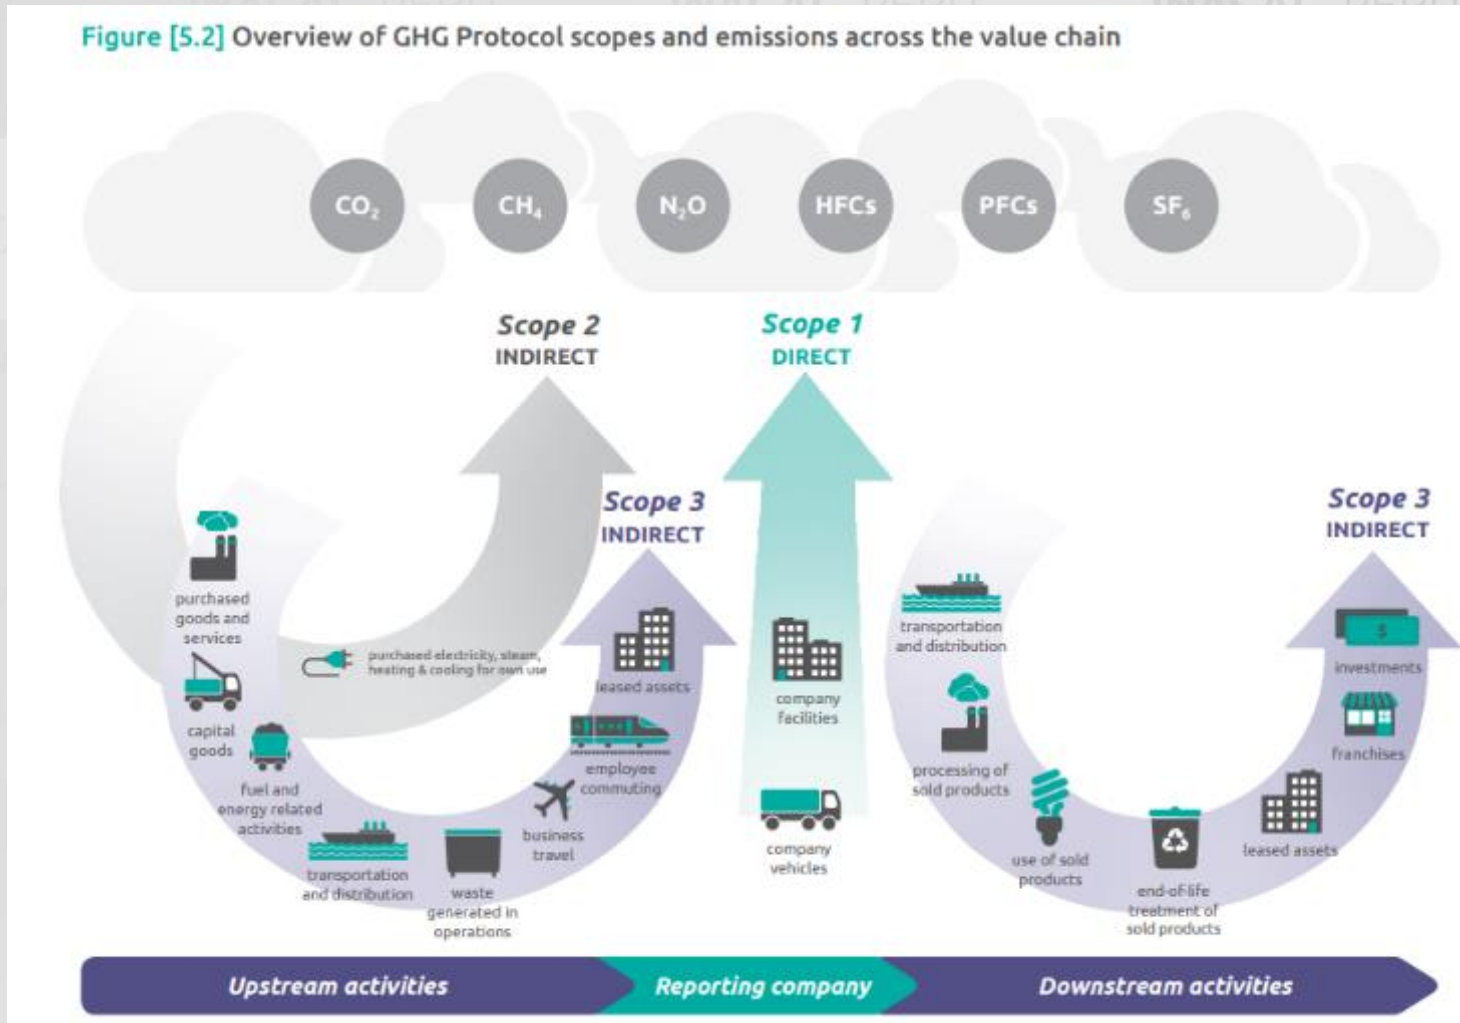 Figure [5.2] Overview of GHG Protocol scopes and emissions across the value chain
CO₂
CH₄
N₂O
HFCs
PFCs
SF₆
Scope 2
INDIRECT
Scope 1
DIRECT
Scope 3
INDIRECT
Scope 3
INDIRECT
purchased
goods and
services
capital
goods
fuel and
energy related
activities
transportation
and distribution
waste
generated in
operations
business
travel
employee
commuting
leased assets
purchased electricity, steam,
heating & cooling for own use
company
facilities
company
vehicles
transportation
and distribution
processing of
sold products
use of sold
products
end-of-life
treatment of
sold products
leased assets
franchises
$
investments
Upstream activities
Reporting company
Downstream activities